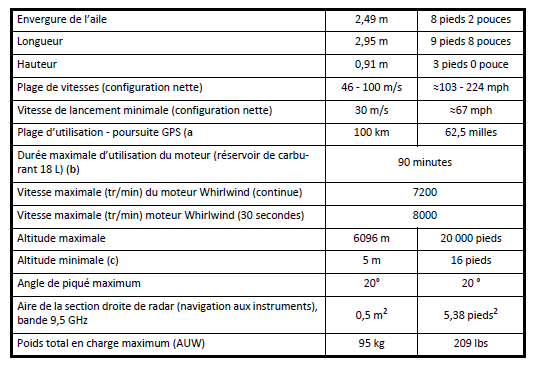 Envergure de l'aile 2,49 m 8 pieds 2 pouces
Longueur 2,95 m 9 pieds 8 pouces
Hauteur 0,91 m 3 pieds 0 pouce
Plage de vitesses (configuration nette) 46 - 100 m/s ≈103 - 224 mph
Vitesse de lancement minimale (configuration nette) 30 m/s ≈67 mph
Plage d'utilisation - poursuite GPS (a 100 km 62,5 milles
Durée maximale d'utilisation du moteur (réservoir de carbu-
rant 18 L) (b) 90 minutes
Vitesse maximale (tr/min) du moteur Whirlwind (continue) 7200
Vitesse maximale (tr/min) moteur Whirlwind (30 secondes) 8000
Altitude maximale 6096 m 20 000 pieds
Altitude minimale (c) 5 m 16 pieds
Angle de piqué maximum 20⁰ 20 ⁰
Aire de la section droite de radar (navigation aux instruments),
bande 9,5 GHz 0,5 m² 5,38 pieds²
Poids total en charge maximum (AUW) 95 kg 209 lbs